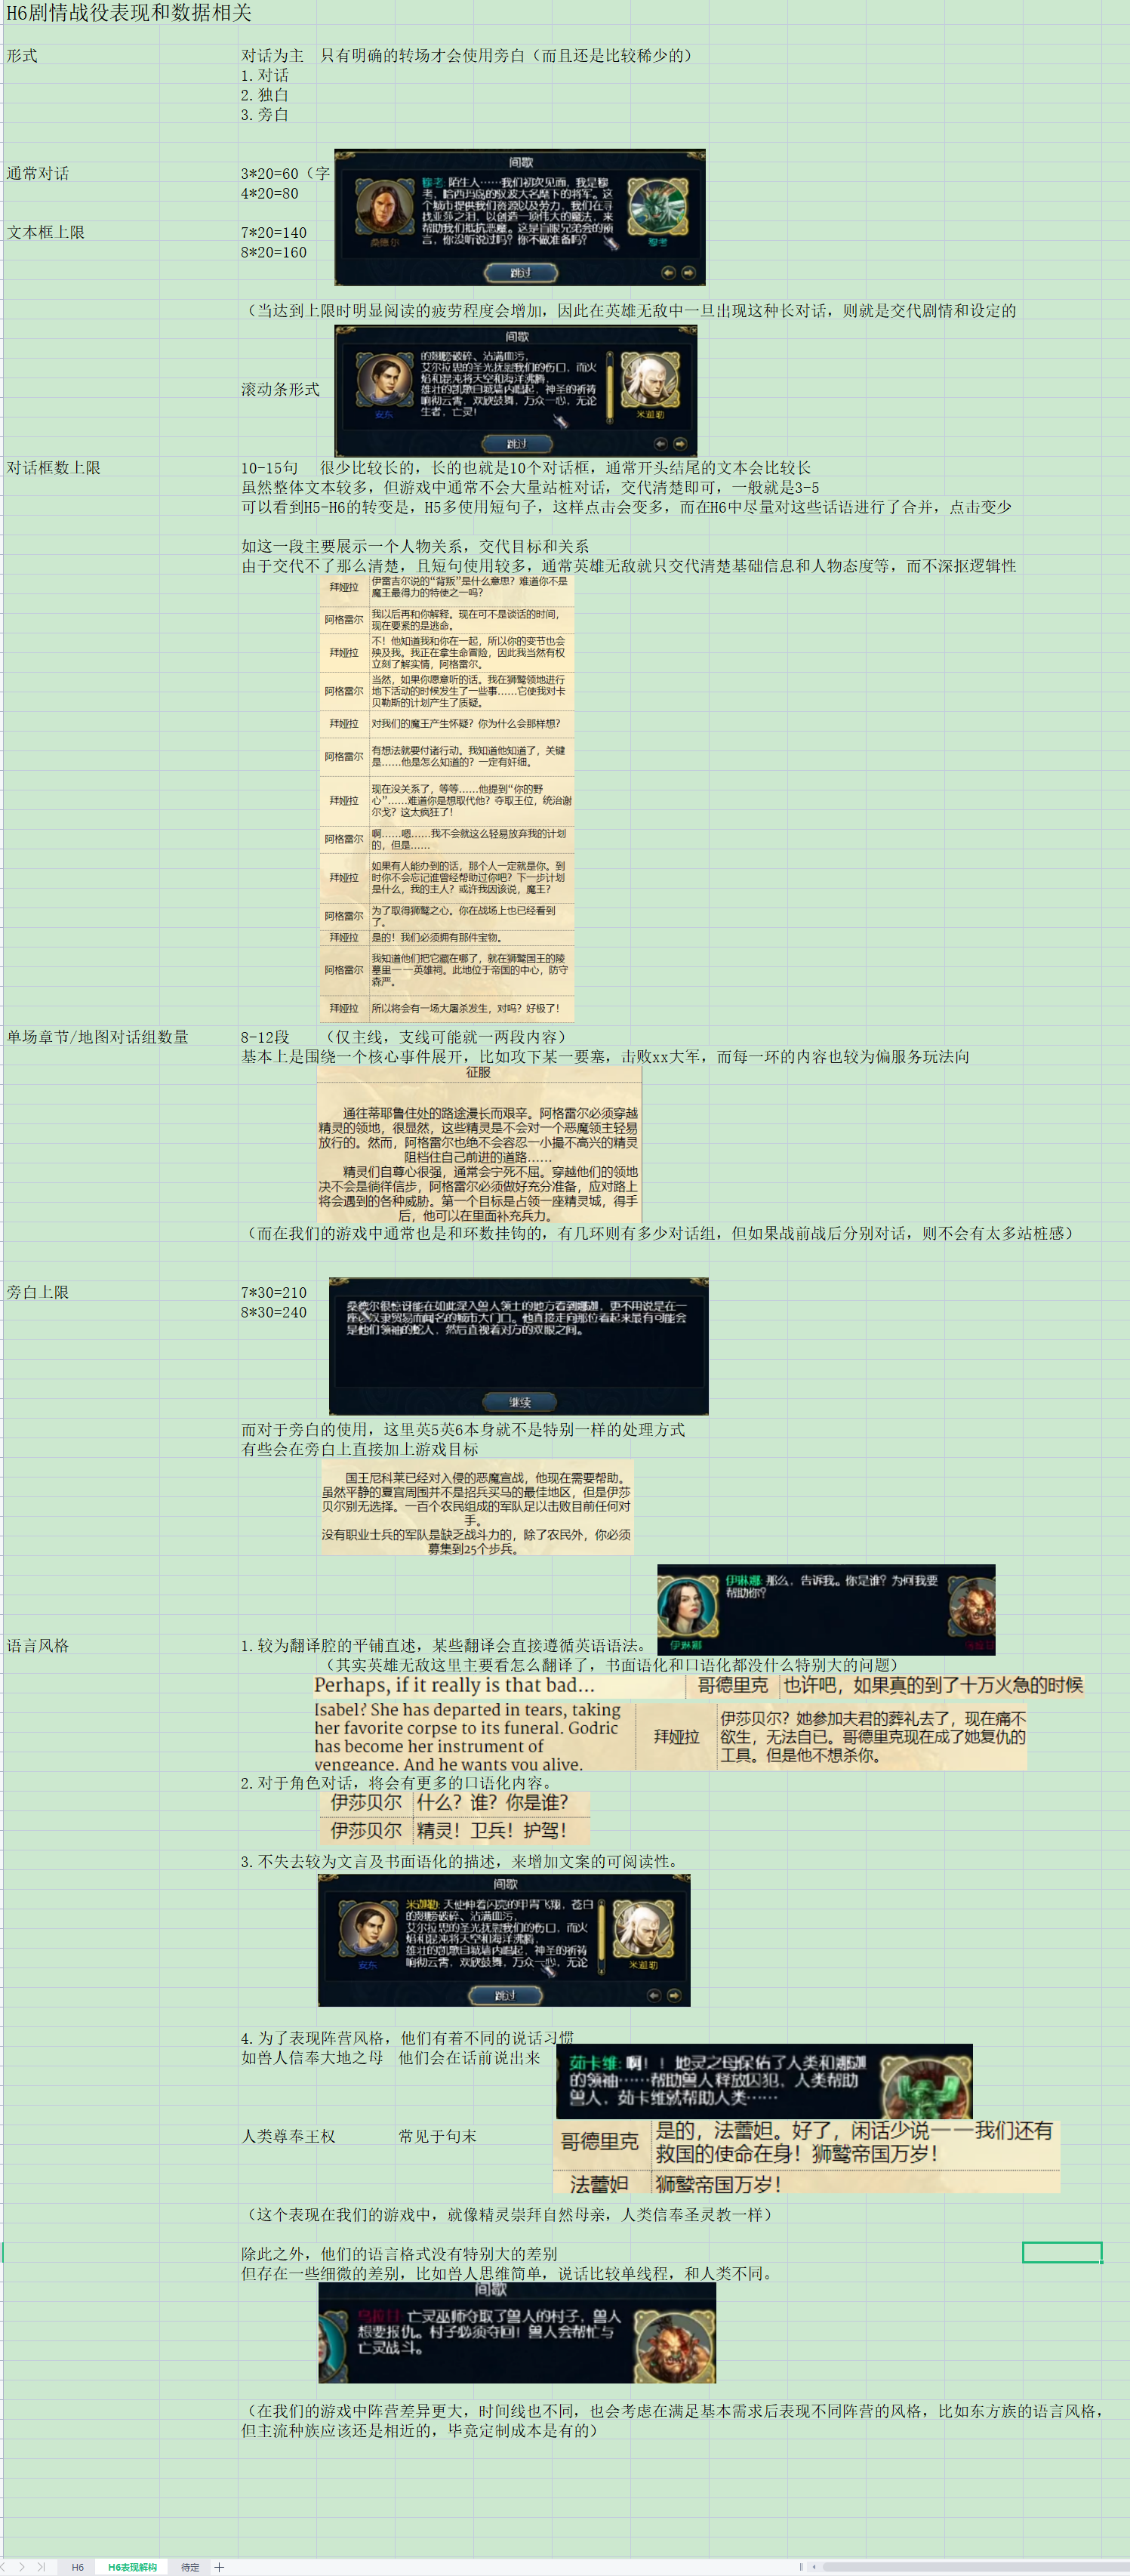 H6剧情战役表现和数据相关
形式
对话为主 只有明确的转场才会使用旁白（而且还是比较稀少的）
1.对话
2.独白
3.旁白
通常对话
3*20=60（字
4*20=80
间歇
穆考:陌生人……我们初次见面，我是穆
考，哈西玛岛的驭波大名麾下的将军。这
个城市提供我们资源以及劳力，我们在寻
找亚莎之泪，以创造一项伟大的魔法，来
帮助我们抵抗恶魔。这是盲眼兄弟会的预
言，你没听说过吗？你不做准备吗？
桑德尔
穆考
跳过
文本框上限
7*20=140
8*20=160
（当达到上限时明显阅读的疲劳程度会增加，因此在英雄无敌中一旦出现这种长对话，则就是交代剧情和设定的
滚动条形式
间歇
的翅膀破碎、沾满血污，
艾尔拉思的圣光抚慰我们的伤口，而火
焰和混沌将天空和海洋沸腾，
雄壮的凯歌自城墙内唱起，神圣的祈祷
响彻云霄，欢欣鼓舞，万众一心，无论
生者，亡灵！
安东
米迦勒
跳过
对话框数上限
10-15句 很少比较长的，长的也就是10个对话框，通常开头结尾的文本会比较长
虽然整体文本较多，但游戏中通常不会大量站桩对话，交代清楚即可，一般就是3-5
可以看到H5-H6的转变是，H5多使用短句子，这样点击会变多，而在H6中尽量对这些话语进行了合并，点击变少
如这一段主要展示一个人物关系，交代目标和关系
由于交代不了那么清楚，且短句使用较多，通常英雄无敌就只交代清楚基础信息和人物态度等，而不深抠逻辑性
拜娅拉 伊雷吉尔说的“背叛”是什么意思？难道你不是
魔王最得力的特使之一吗？
阿格雷尔 我以后再和你解释。现在可不是谈话的时间，
现在要紧的是逃命。
拜娅拉 不！他知道我和你在一起，所以你的变节也会
殃及我。我正在拿生命冒险，因此我当然有权
立刻了解实情，阿格雷尔。
阿格雷尔 当然，如果你愿意听的话。我在狮鹫领地进行
地下活动的时候发生了一些事……它使我对卡
贝勒斯的计划产生了质疑。
拜娅拉 对我们的魔王产生怀疑？你为什么会那样想？
阿格雷尔 有想法就要付诸行动。我知道他知道了，关键
是……他是怎么知道的？一定有奸细。
拜娅拉 现在没关系了，等等……他提到“你的野
心”……难道你是想取代他？夺取王位，统治谢
尔戈？这太疯狂了！
阿格雷尔 啊……嗯……我不会就这么轻易放弃我的计划
的，但是……
拜娅拉 如果有人能办到的话，那个人一定就是你。到
时你不会忘记谁曾经帮助过你吧？下一步计划
是什么，我的主人？或许我因该说，魔王？
阿格雷尔 为了取得狮鹫之心。你在战场上也已经看到
了。
拜娅拉 是的！我们必须拥有那件宝物。
阿格雷尔 我知道他们把它藏在哪了，就在狮鹫国王的陵
墓里——英雄祠。此地位于帝国的中心，防守
森严。
拜娅拉 所以将会有一场大屠杀发生，对吗？好极了！
单场章节/地图对话组数量
8-12段 （仅主线，支线可能就一两段内容）
基本上是围绕一个核心事件展开，比如攻下某一要塞，击败xx大军，而每一环的内容也较为偏服务玩法向
征服
通往蒂耶鲁住处的路途漫长而艰辛。阿格雷尔必须穿越
精灵的领地，很显然，这些精灵是不会对一个恶魔领主轻易
放行的。然而，阿格雷尔也绝不会容忍一小撮不高兴的精灵
阻档住自己前进的道路……
精灵们自尊心很强，通常会宁死不屈。穿越他们的领地
决不会是倘徉信步，阿格雷尔必须做好充分准备，应对路上
将会遇到的各种威胁。第一个目标是占领一座精灵城，得手
后，他可以在里面补充兵力。
（而在我们的游戏中通常也是和环数挂钩的，有几环则有多少对话组，但如果战前战后分别对话，则不会有太多站桩感）
旁白上限
7*30=210
8*30=240
桑德尔很惊讶能在如此深入兽人领土的地方看到娜迦，更不用说是在一
座以奴隶贸易而闻名的城市大门口。他直接走向那位看起来最有可能会
是他们领袖的蛇人，然后直视着对方的双眼之间。
继续
而对于旁白的使用，这里英5英6本身就不是特别一样的处理方式
有些会在旁白上直接加上游戏目标
国王尼科莱已经对入侵的恶魔宣战，他现在需要帮助。
虽然平静的夏宫周围并不是招兵买马的最佳地区，但是伊莎
贝尔别无选择。一百个农民组成的军队足以击败目前任何对
手。
没有职业士兵的军队是缺乏战斗力的，除了农民外，你必须
募集到25个步兵。
伊琳娜:那么，告诉我。你是谁？为何我要
帮助你？
伊琳娜
语言风格
1.较为翻译腔的平铺直述，某些翻译会直接遵循英语语法。
（其实英雄无敌这里主要看怎么翻译了，书面语化和口语化都没什么特别大的问题）
Perhaps, if it really is that bad... 哥德里克 也许吧，如果真的到了十万火急的时候
Isabel? She has departed in tears, taking
her favorite corpse to its funeral. Godric
has become her instrument of
vengeance. And he wants you alive.
拜娅拉
伊莎贝尔？她参加夫君的葬礼去了，现在痛不
欲生，无法自已。哥德里克现在成了她复仇的
工具。但是他不想杀你。
2.对于角色对话，将会有更多的口语化内容。
伊莎贝尔 什么？谁？你是谁？
伊莎贝尔 精灵！卫兵！护驾！
3.不失去较为文言及书面语化的描述，来增加文案的可阅读性。
间歇
米迦勒:天使伸着闪亮的甲胄飞翔，苍白
的翅膀破碎、沾满血污，
艾尔拉思的圣光抚慰我们的伤口，而火
焰和混沌将天空和海洋沸腾，
雄壮的凯歌自城墙内唱起，神圣的祈祷
响彻云霄，欢欣鼓舞，万众一心，无论
安东
米迦勒
跳过
4.为了表现阵营风格，他们有着不同的说话习惯
如兽人信奉大地之母 他们会在话前说出来
茹卡维:啊！！地灵之母保佑了人类和娜迦
的领袖……帮助兽人释放囚犯，人类帮助
兽人，茹卡维就帮助人类……
人类尊奉王权 常见于句末
哥德里克 是的，法蕾妲。好了，闲话少说——我们还有
救国的使命在身！狮鹫帝国万岁！
法蕾妲 狮鹫帝国万岁！
（这个表现在我们的游戏中，就像精灵崇拜自然母亲，人类信奉圣灵教一样）
除此之外，他们的语言格式没有特别大的差别
但存在一些细微的差别，比如兽人思维简单，说话比较单线程，和人类不同。
间歇
亡灵巫师夺取了兽人的村子，兽人
想要报仇。村子必须夺回！兽人会帮忙与
亡灵战斗。
（在我们的游戏中阵营差异更大，时间线也不同，也会考虑在满足基本需求后表现不同阵营的风格，比如东方族的语言风格，
但主流种族应该还是相近的，毕竟定制成本是有的）
H6 H6表现解构 待定